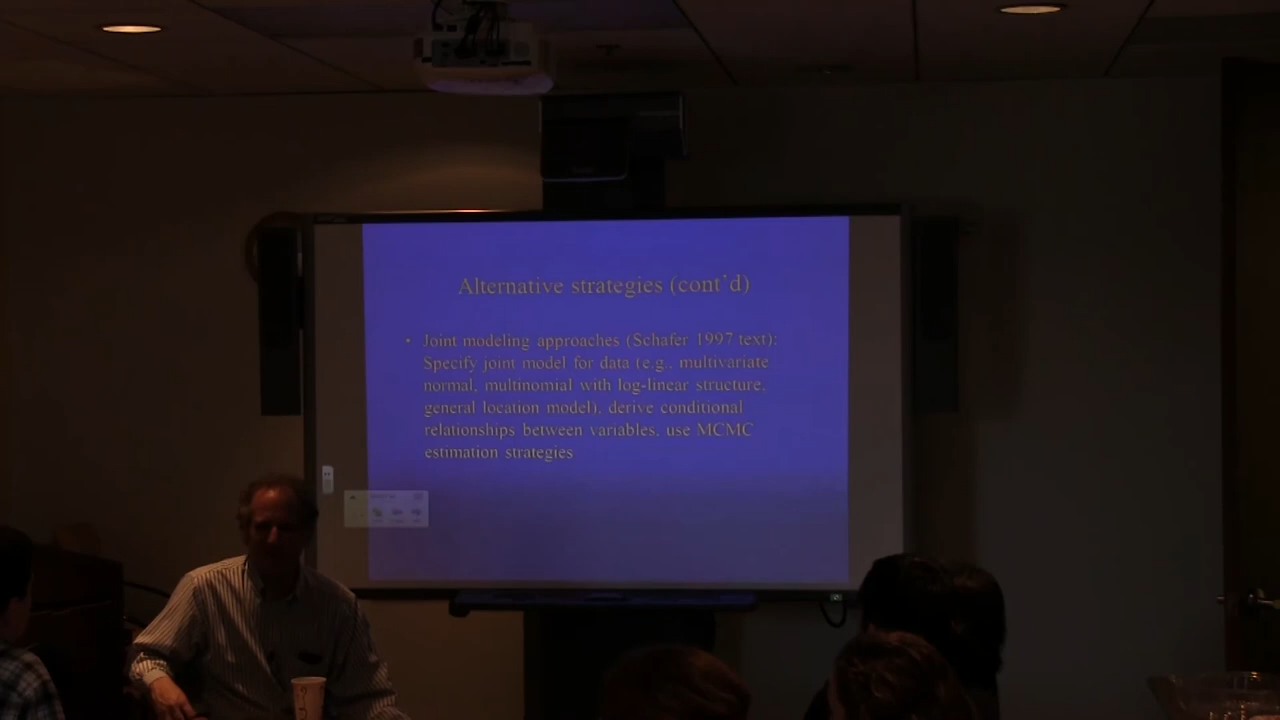 Alternative strategies (cont'd)
• Joint modeling approaches (Schafer 1997 text):
Specify joint model for data (e.g., multivariate
normal, multinomial with log-linear structure,
general location model), derive conditional
relationships between variables, use MCMC
estimation strategies